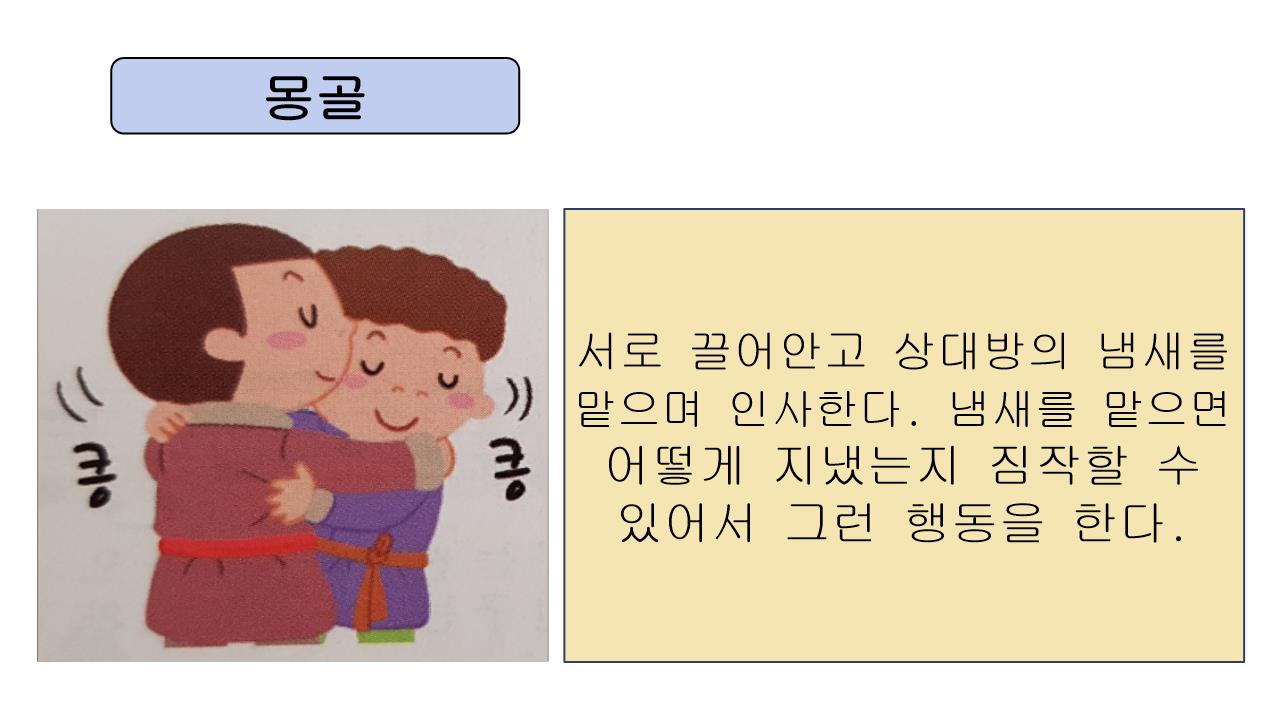 몽골
킁
킁
서로 끌어안고 상대방의 냄새를
맡으며 인사한다. 냄새를 맡으면
어떻게 지냈는지 짐작할 수
있어서 그런 행동을 한다.